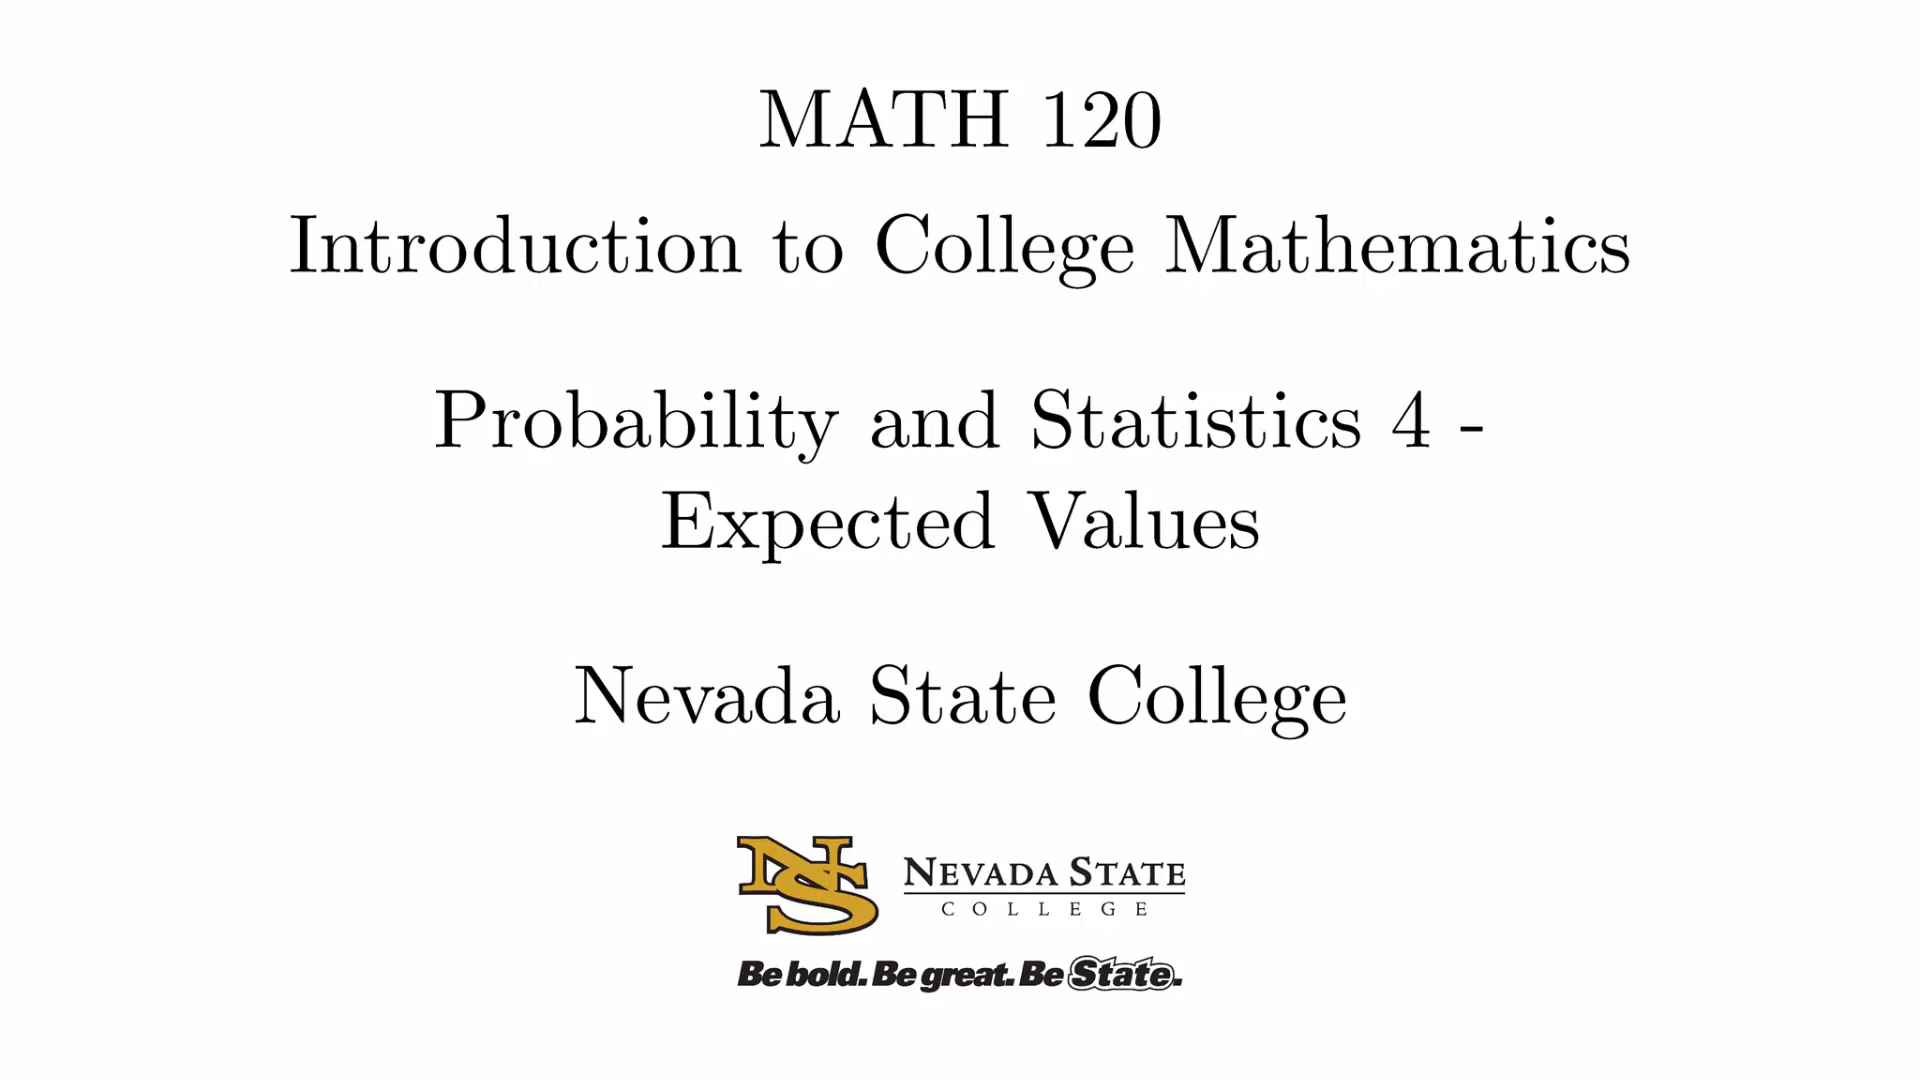 MATH 120
Introduction to College Mathematics
Probability and Statistics 4 -
Expected Values
Nevada State College
NS NEVADA STATE
COLLEGE
Be bold. Be great. Be State.